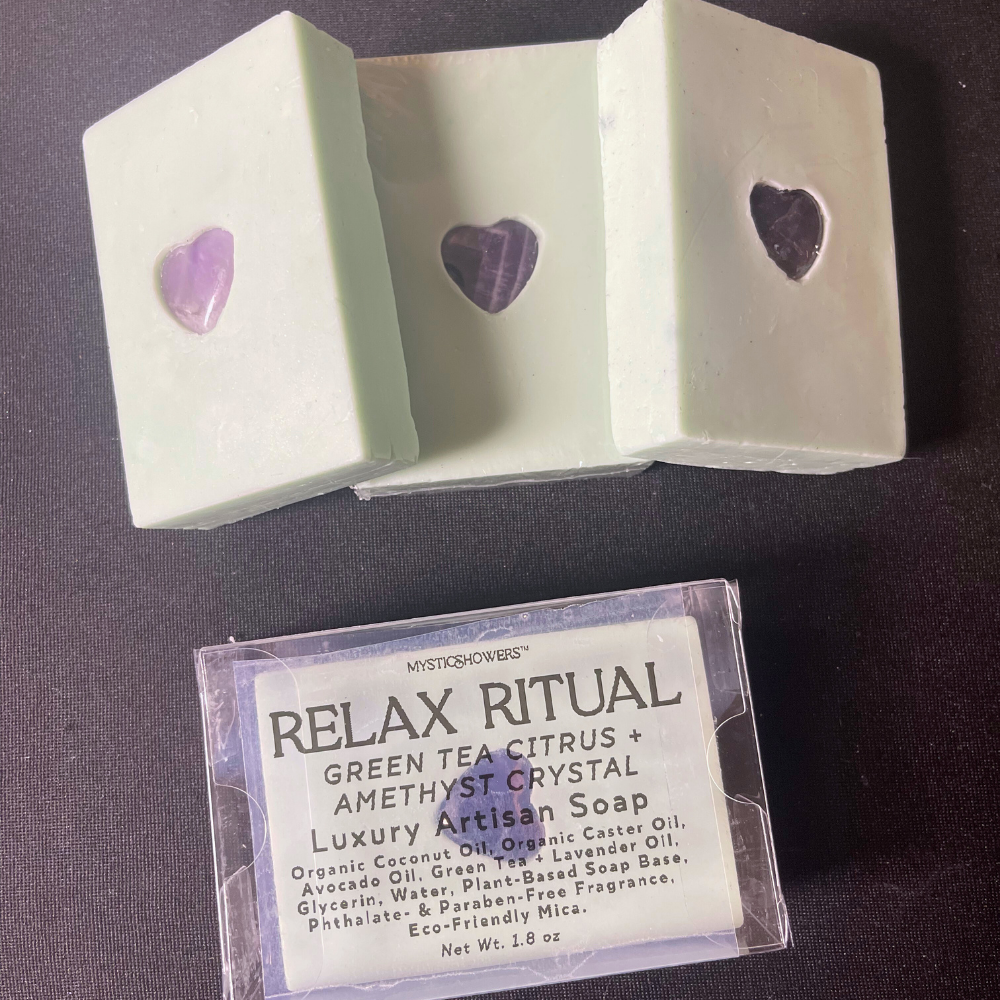 MYSTICSHOWERS™
RELAX RITUAL
GREEN TEA CITRUS +
AMETHYST CRYSTAL
Luxury Artisan Soap
Organic Coconut Oil, Organic Caster Oil,
Avocado Oil, Green Tea + Lavender Oil,
Glycerin, Water, Plant-Based Soap Base,
Phthalate- & Paraben-Free Fragrance,
Eco-Friendly Mica.
Net Wt. 1.8 oz